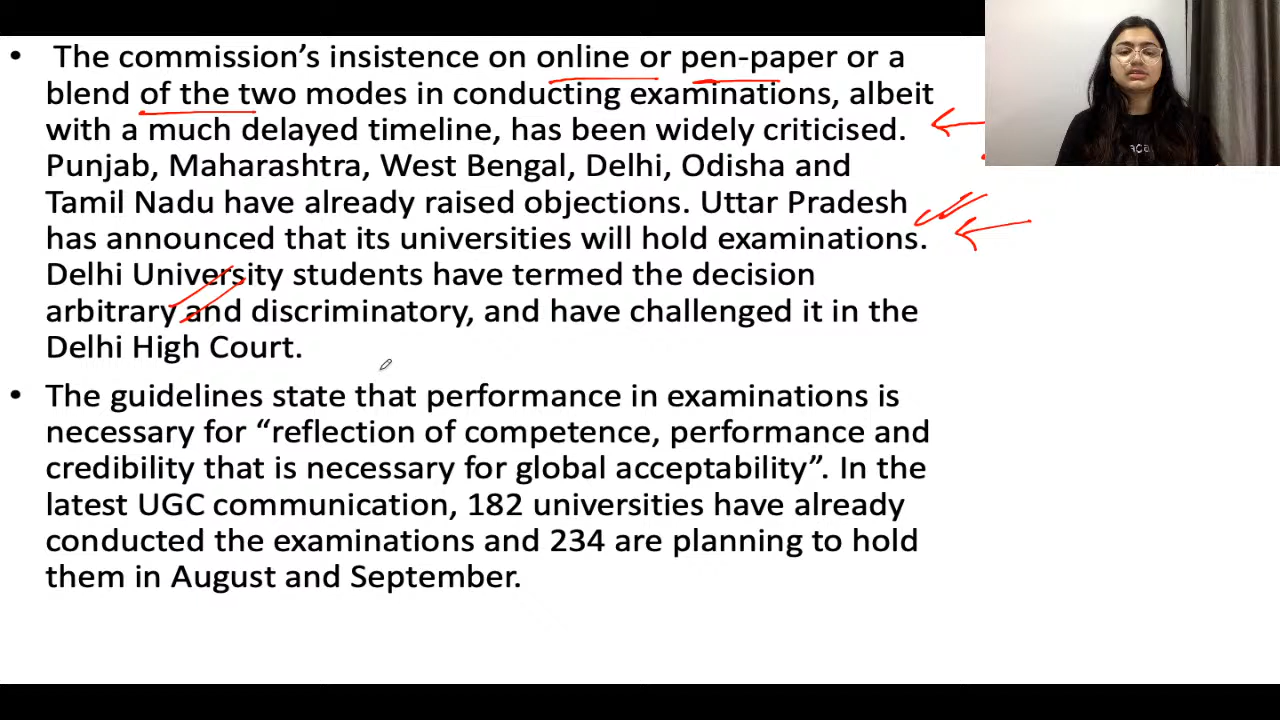 • The commission's insistence on online or pen-paper or a
blend of the two modes in conducting examinations, albeit
with a much delayed timeline, has been widely criticised.
Punjab, Maharashtra, West Bengal, Delhi, Odisha and
Tamil Nadu have already raised objections. Uttar Pradesh
has announced that its universities will hold examinations.
Delhi University students have termed the decision
arbitrary and discriminatory, and have challenged it in the
Delhi High Court.
• The guidelines state that performance in examinations is
necessary for “reflection of competence, performance and
credibility that is necessary for global acceptability”. In the
latest UGC communication, 182 universities have already
conducted the examinations and 234 are planning to hold
them in August and September.